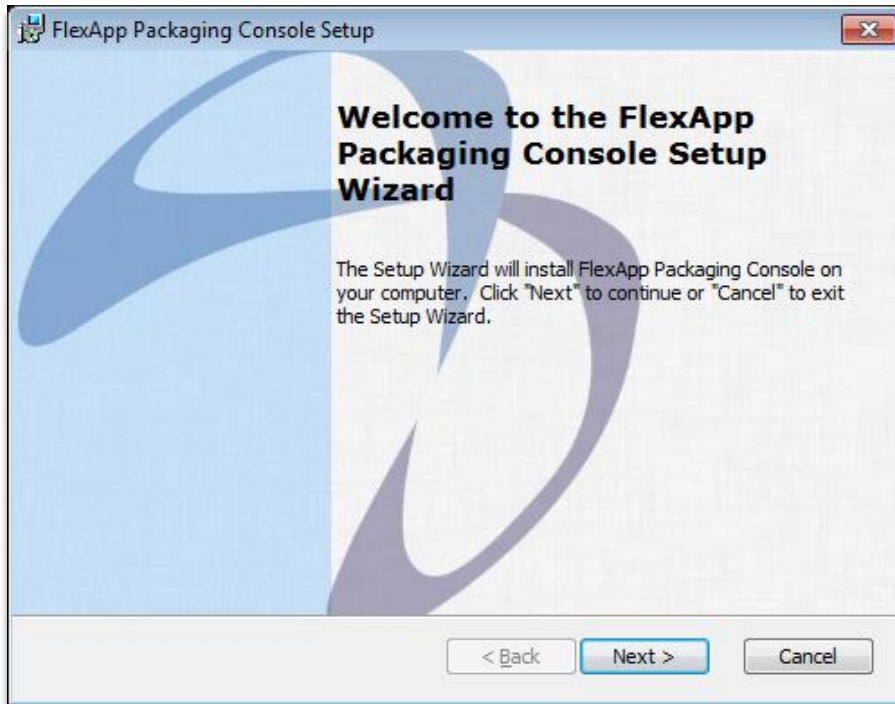 FlexApp Packaging Console Setup
Welcome to the FlexApp
Packaging Console Setup
Wizard
The Setup Wizard will install FlexApp Packaging Console on
your computer.  Click "Next" to continue or "Cancel" to exit
the Setup Wizard.
< Back  Next >  Cancel